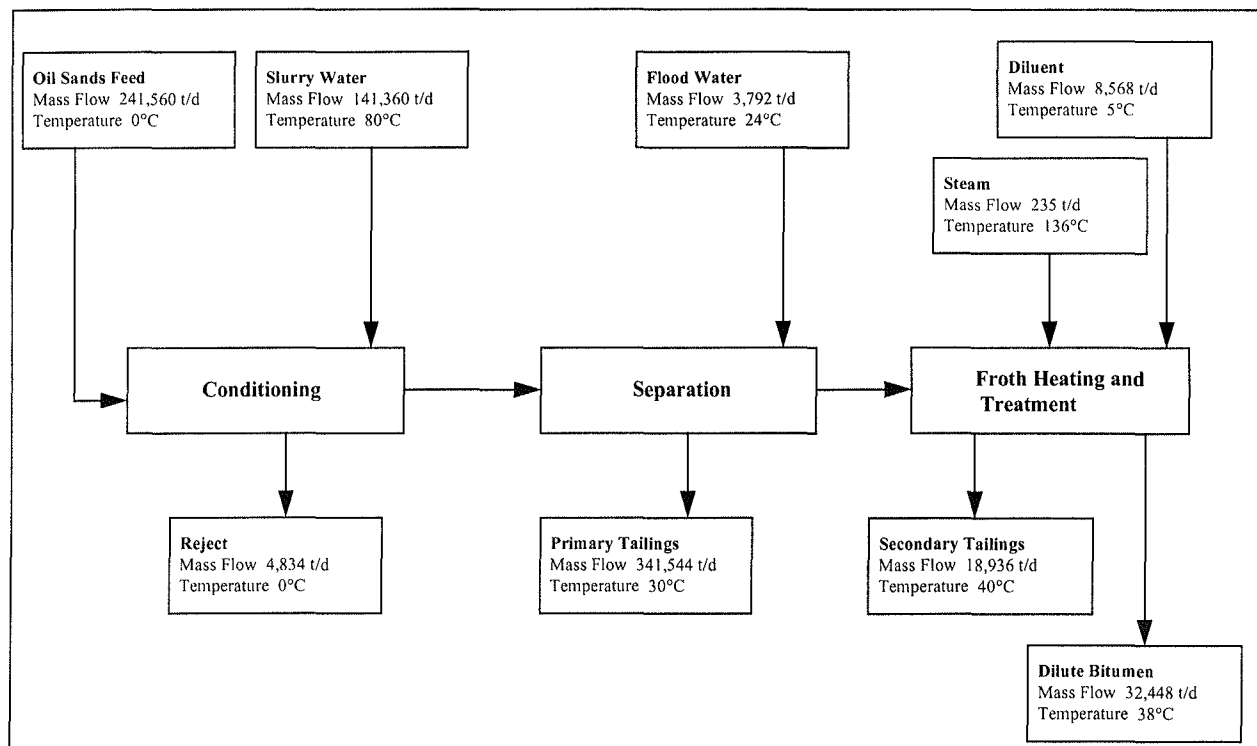 Oil Sands Feed
Mass Flow 241,560 t/d
Temperature 0°C
Slurry Water
Mass Flow 141,360 t/d
Temperature 80°C
Flood Water
Mass Flow 3,792 t/d
Temperature 24°C
Diluent
Mass Flow 8,568 t/d
Temperature 5°C
Steam
Mass Flow 235 t/d
Temperature 136°C
Conditioning
Separation
Froth Heating and
Treatment
Reject
Mass Flow 4,834 t/d
Temperature 0°C
Primary Tailings
Mass Flow 341,544 t/d
Temperature 30°C
Secondary Tailings
Mass Flow 18,936 t/d
Temperature 40°C
Dilute Bitumen
Mass Flow 32,448 t/d
Temperature 38°C